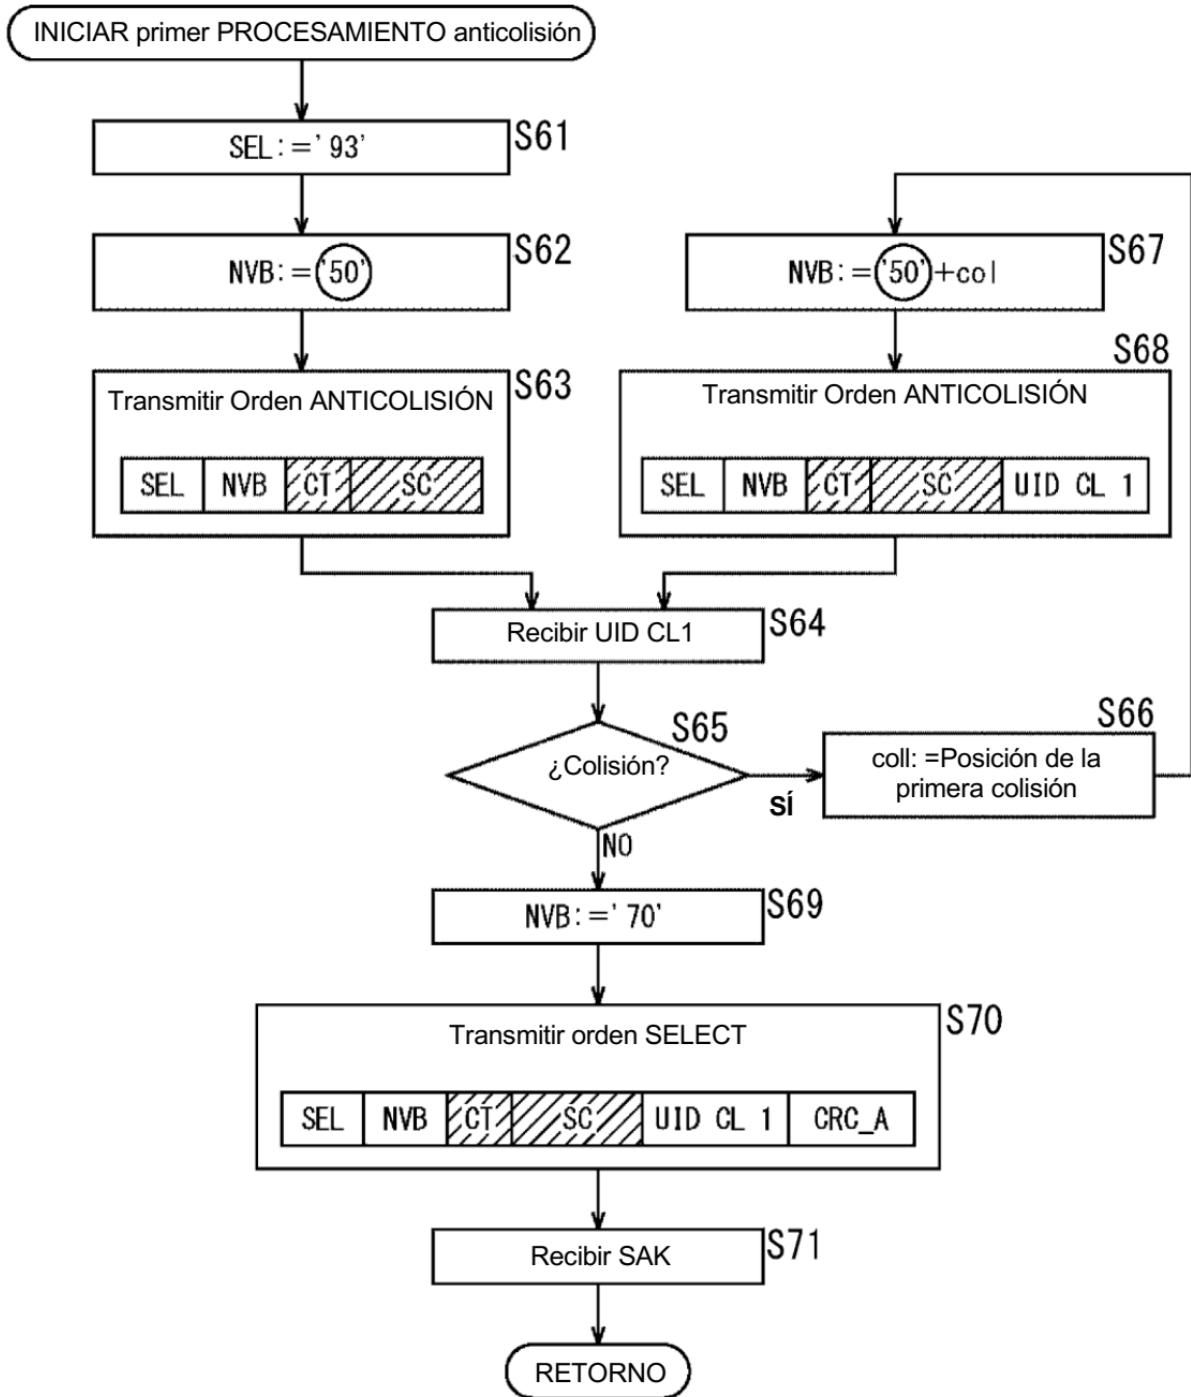 INICIAR primer PROCESAMIENTO anticolisión
S61
SEL:='93'
S62
NVB:='50'
S63
Transmitir Orden ANTICOLISIÓN
SEL NVB CT SC
S67
NVB:='50'+col
S68
Transmitir Orden ANTICOLISIÓN
SEL NVB CT SC UID CL 1
S64
Recibir UID CL1
S65
¿Colisión?
SÍ
S66
coll: =Posición de la
primera colisión
NO
S69
NVB:='70'
S70
Transmitir orden SELECT
SEL NVB CT SC UID CL 1 CRC_A
S71
Recibir SAK
RETORNO